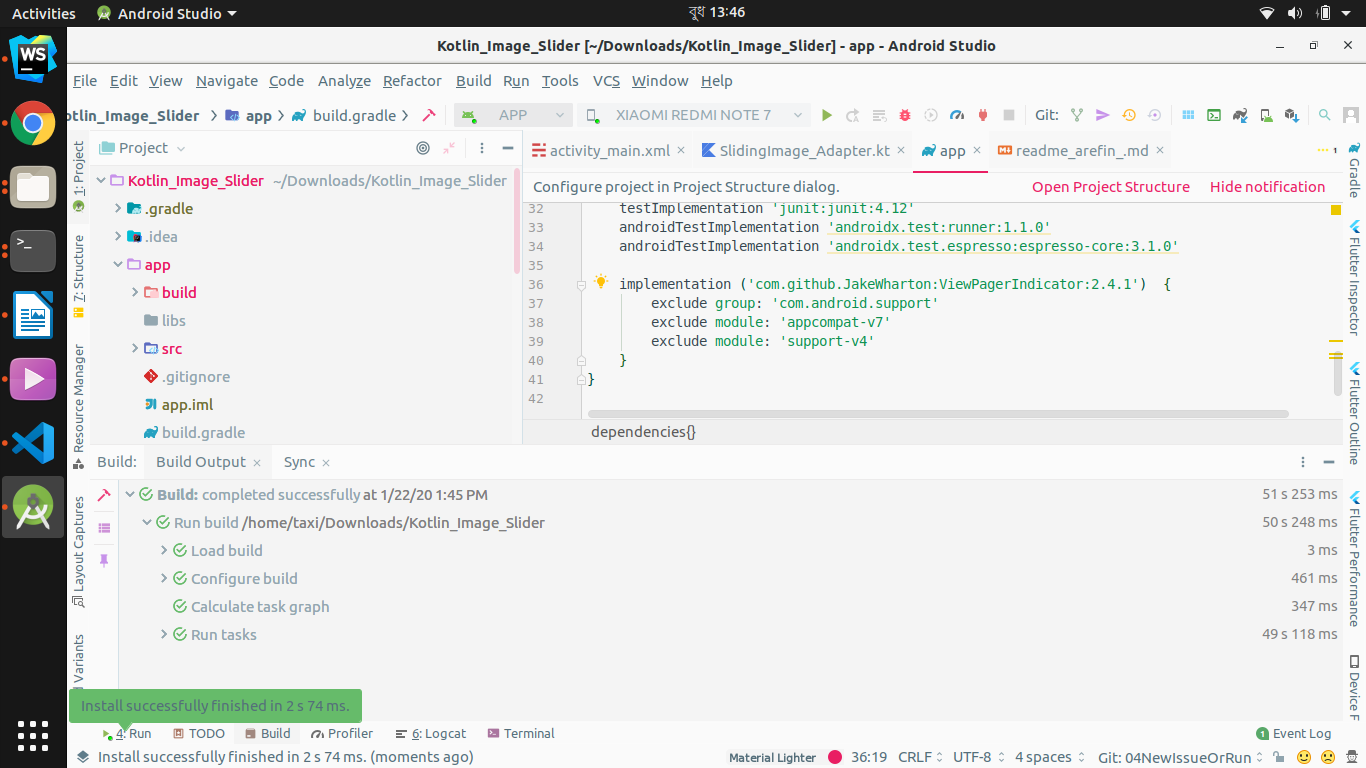 Activities Android Studio বুধ 13:46
Kotlin_Image_Slider [~/Downloads/Kotlin_Image_Slider] - app - Android Studio
WS
File Edit View Navigate Code Analyze Refactor Build Run Tools VCS Window Help
otlin_Image_Slider app build.gradle APP XIAOMI REDMI NOTE 7 Git:
Project
activity_main.xml SlidingImage_Adapter.kt app readme_arefin_.md 1
Configure project in Project Structure dialog. Open Project Structure Hide notification
Kotlin_Image_Slider ~/Downloads/Kotlin_Image_Slider
.gradle
.idea
app
build
libs
src
.gitignore
app.iml
build.gradle
32 testImplementation 'junit:junit:4.12'
33 androidTestImplementation 'androidx.test:runner:1.1.0'
34 androidTestImplementation 'androidx.test.espresso:espresso-core:3.1.0'
35
36 implementation ('com.github.JakeWharton:ViewPagerIndicator:2.4.1') {
37 exclude group: 'com.android.support'
38 exclude module: 'appcompat-v7'
39 exclude module: 'support-v4'
40 }
41 }
42
dependencies{}
1: Project
7: Structure
Resource Manager
Layout Captures
Variants
Gradle
Flutter Inspector
Flutter Outline
Flutter Performance
Device F
Build: Build Output Sync
Build: completed successfully at 1/22/20 1:45 PM 51 s 253 ms
Run build /home/taxi/Downloads/Kotlin_Image_Slider 50 s 248 ms
Load build 3 ms
Configure build 461 ms
Calculate task graph 347 ms
Run tasks 49 s 118 ms
Install successfully finished in 2 s 74 ms.
4: Run TODO Build Profiler 6: Logcat Terminal 1 Event Log
Install successfully finished in 2 s 74 ms. (moments ago) Material Lighter 36:19 CRLF UTF-8 4 spaces Git: 04NewIssueOrRun